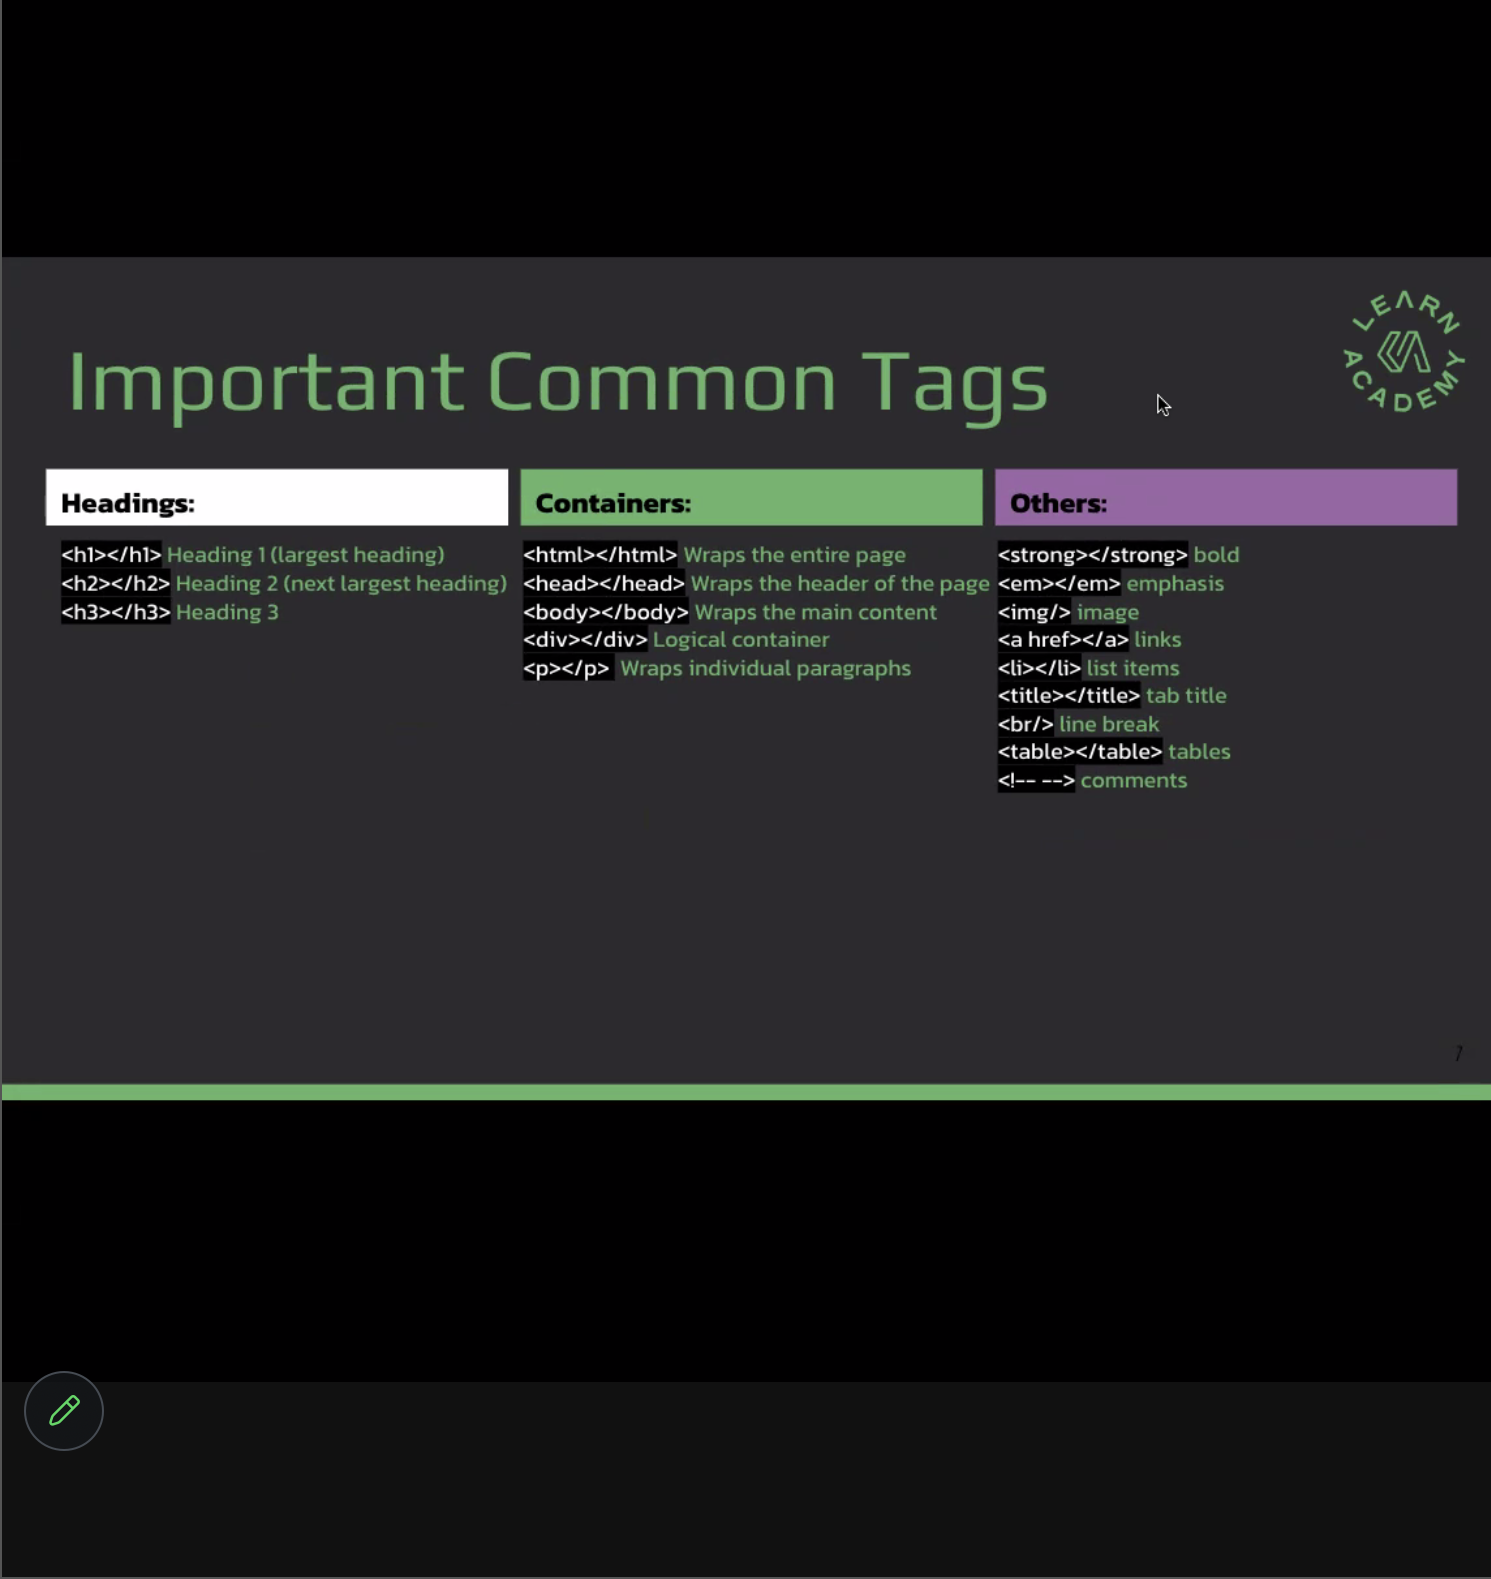 LEARN
ACADEMY
Important Common Tags
Headings:
<h1></h1> Heading 1 (largest heading)
<h2></h2> Heading 2 (next largest heading)
<h3></h3> Heading 3
Containers:
<html></html> Wraps the entire page
<head></head> Wraps the header of the page
<body></body> Wraps the main content
<div></div> Logical container
<p></p> Wraps individual paragraphs
Others:
<strong></strong> bold
<em></em> emphasis
<img/> image
<a href></a> links
<li></li> list items
<title></title> tab title
<br/> line break
<table></table> tables
<!-- --> comments
7